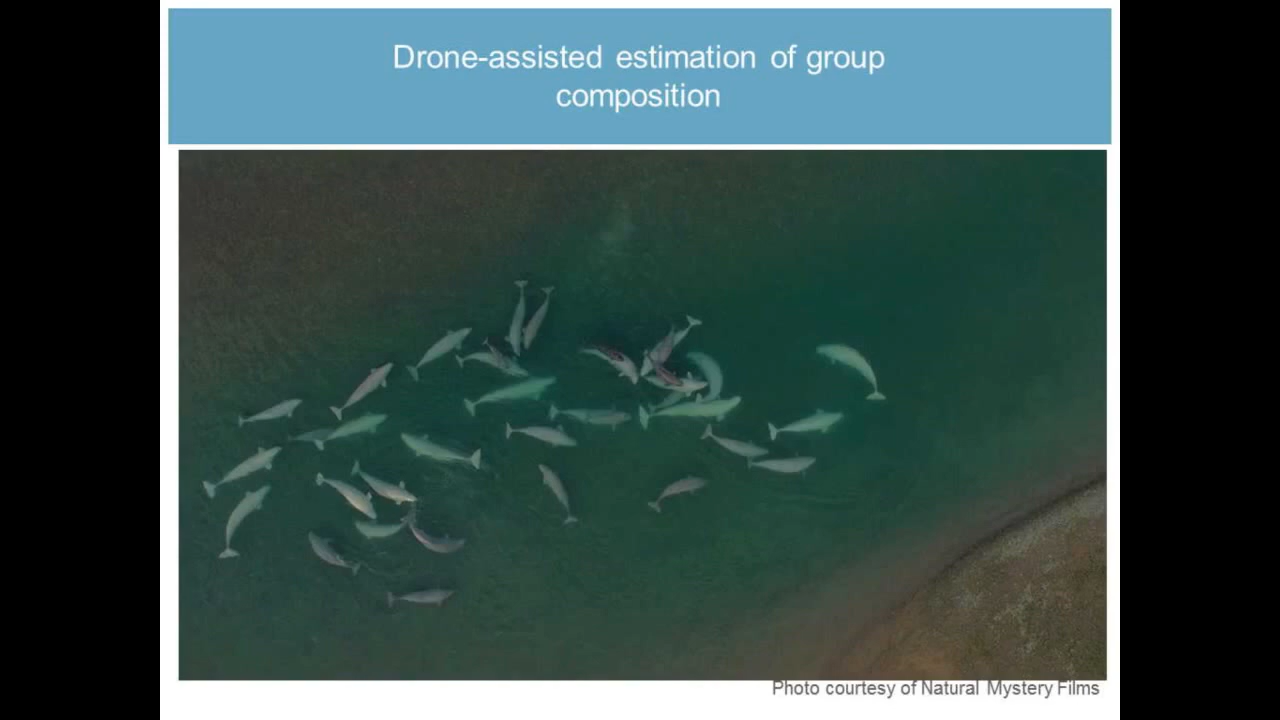 Drone-assisted estimation of group
composition
Photo courtesy of Natural Mystery Films